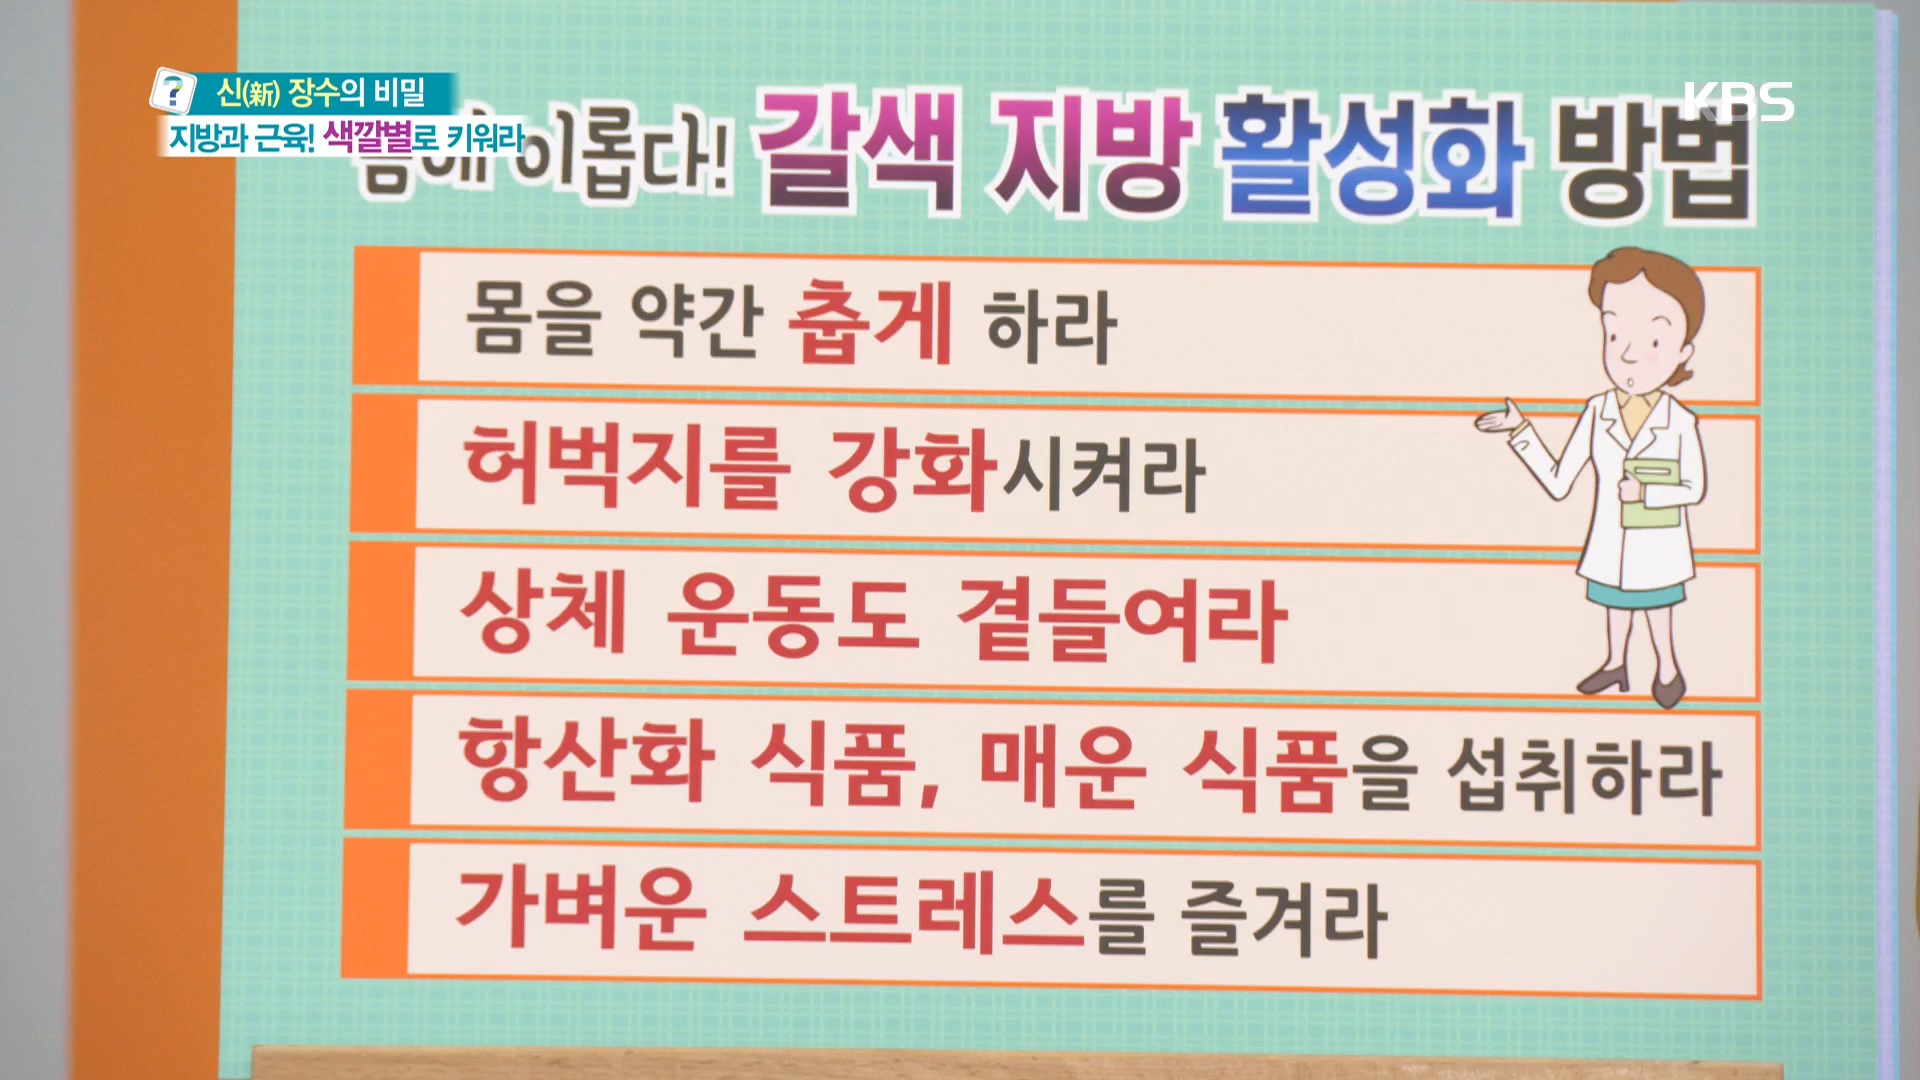 신(新) 장수의 비밀
지방과 근육! 색깔별로 키워라
KBS
몸에 이롭다! 갈색 지방 활성화 방법
몸을 약간 춥게 하라
허벅지를 강화시켜라
상체 운동도 곁들여라
항산화 식품, 매운 식품을 섭취하라
가벼운 스트레스를 즐겨라